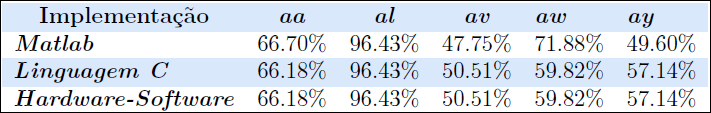 Implementação aa al av aw ay
Matlab 66.70% 96.43% 47.75% 71.88% 49.60%
Linguagem C 66.18% 96.43% 50.51% 59.82% 57.14%
Hardware-Software 66.18% 96.43% 50.51% 59.82% 57.14%